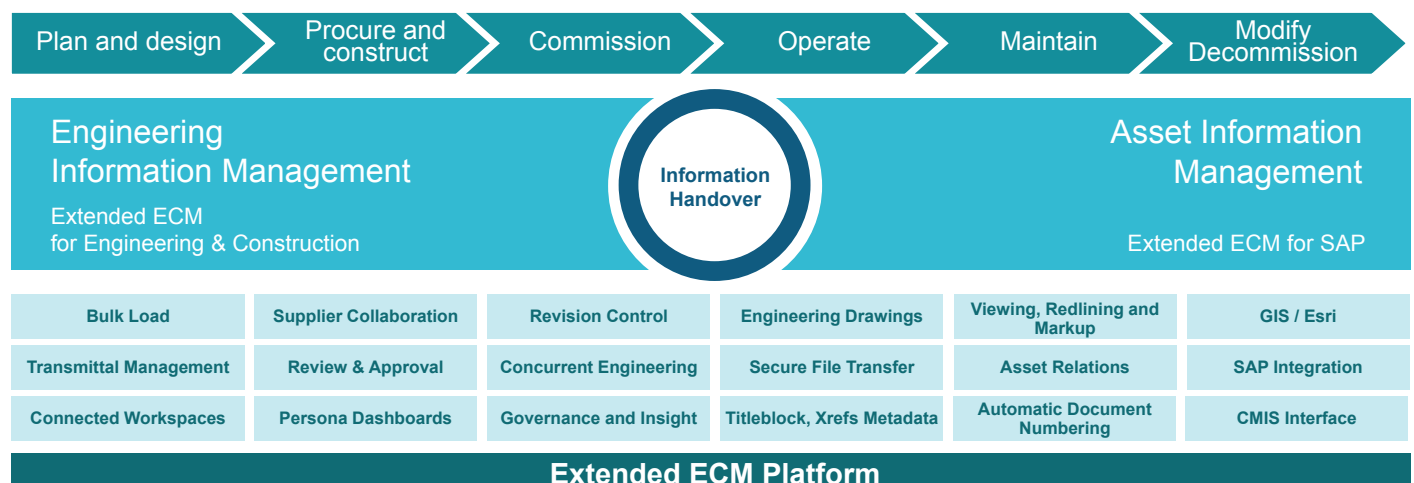 Plan and design
Procure and
construct
Commission
Operate
Maintain
Modify
Decommission
Engineering
Information Management
Extended ECM
for Engineering & Construction
Information
Handover
Asset Information
Management
Extended ECM for SAP
Bulk Load
Supplier Collaboration
Revision Control
Engineering Drawings
Viewing, Redlining and
Markup
GIS / Esri
Transmittal Management
Review & Approval
Concurrent Engineering
Secure File Transfer
Asset Relations
SAP Integration
Connected Workspaces
Persona Dashboards
Governance and Insight
Titleblock, Xrefs Metadata
Automatic Document
Numbering
CMIS Interface
Extended ECM Platform